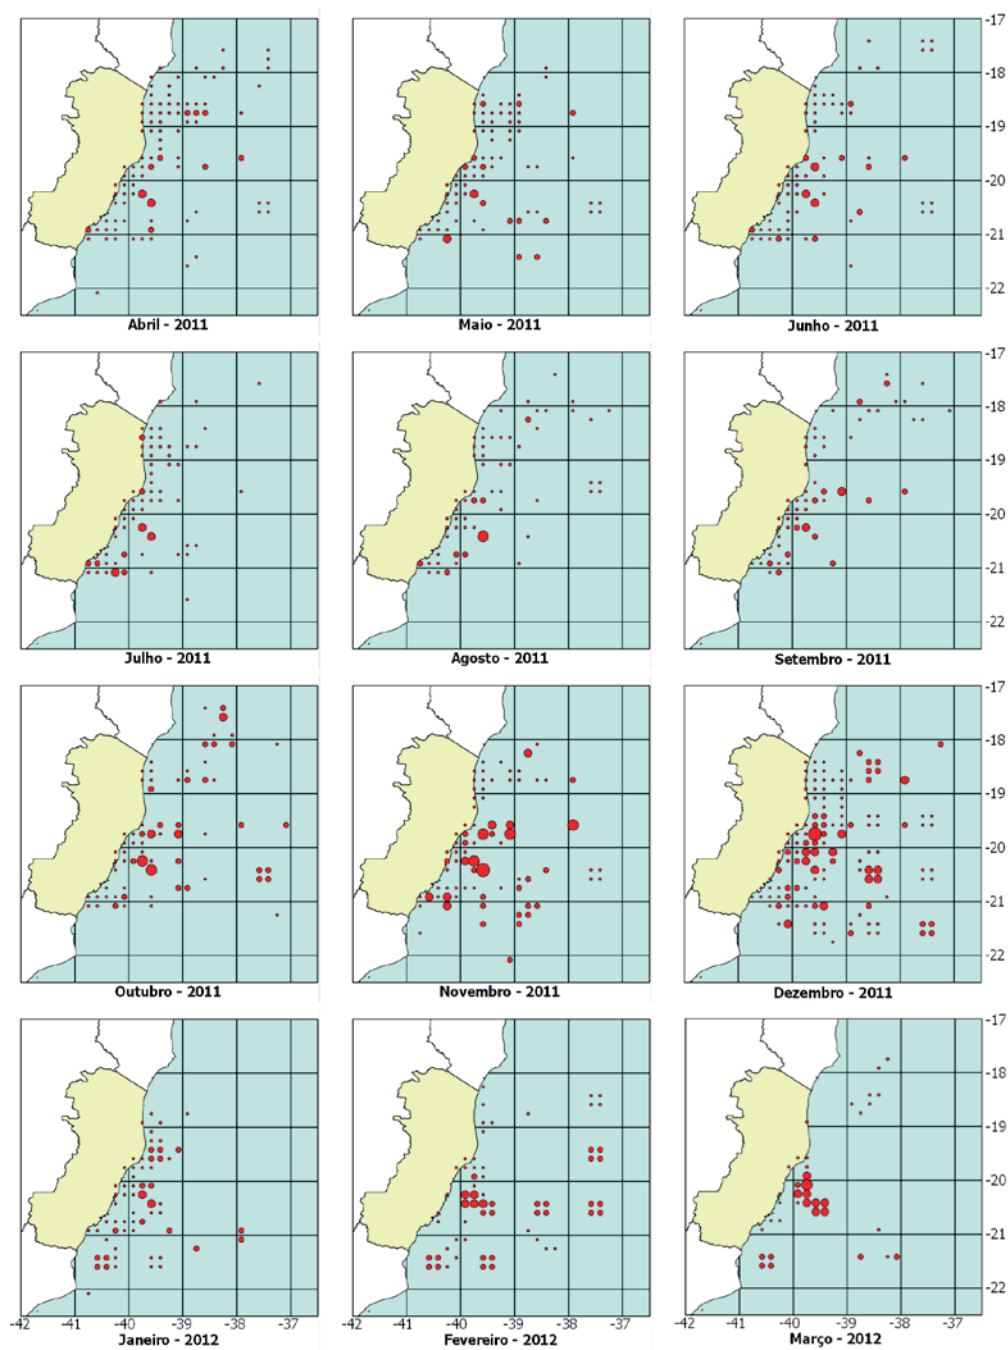 -17
-18
-19
-20
-21
-22
Abril - 2011
Maio - 2011
Junho - 2011
-17
-18
-19
-20
-21
-22
Julho - 2011
Agosto - 2011
Setembro - 2011
-17
-18
-19
-20
-21
-22
Outubro - 2011
Novembro - 2011
Dezembro - 2011
-17
-18
-19
-20
-21
-22
-42 -41 -40 -39 -38 -37
-42 -41 -40 -39 -38 -37
-42 -41 -40 -39 -38 -37
Janeiro - 2012
Fevereiro - 2012
Março - 2012